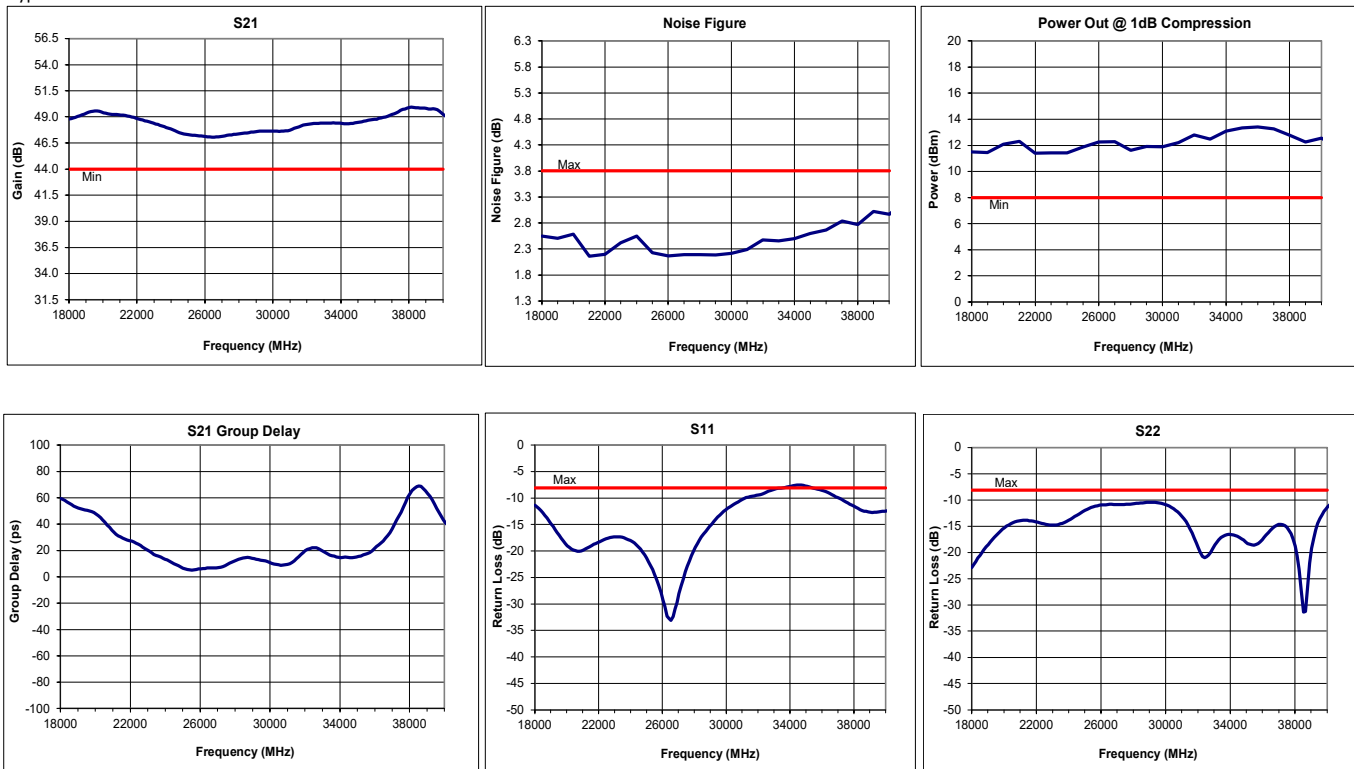 S21
56.5
54.0
51.5
49.0
46.5
44.0
41.5
39.0
36.5
34.0
31.5
Gain (dB)
Min
18000 22000 26000 30000 34000 38000
Frequency (MHz)
Noise Figure
6.3
5.8
5.3
4.8
4.3
3.8
3.3
2.8
2.3
1.8
1.3
Noise Figure (dB)
Max
18000 22000 26000 30000 34000 38000
Frequency (MHz)
Power Out @ 1dB Compression
20
18
16
14
12
10
8
6
4
2
0
Power (dBm)
Min
18000 22000 26000 30000 34000 38000
Frequency (MHz)
S21 Group Delay
100
80
60
40
20
0
-20
-40
-60
-80
-100
Group Delay (ps)
18000 22000 26000 30000 34000 38000
Frequency (MHz)
S11
0
-5
-10
-15
-20
-25
-30
-35
-40
-45
-50
Return Loss (dB)
Max
18000 22000 26000 30000 34000 38000
Frequency (MHz)
S22
0
-5
-10
-15
-20
-25
-30
-35
-40
-45
-50
Return Loss (dB)
Max
18000 22000 26000 30000 34000 38000
Frequency (MHz)